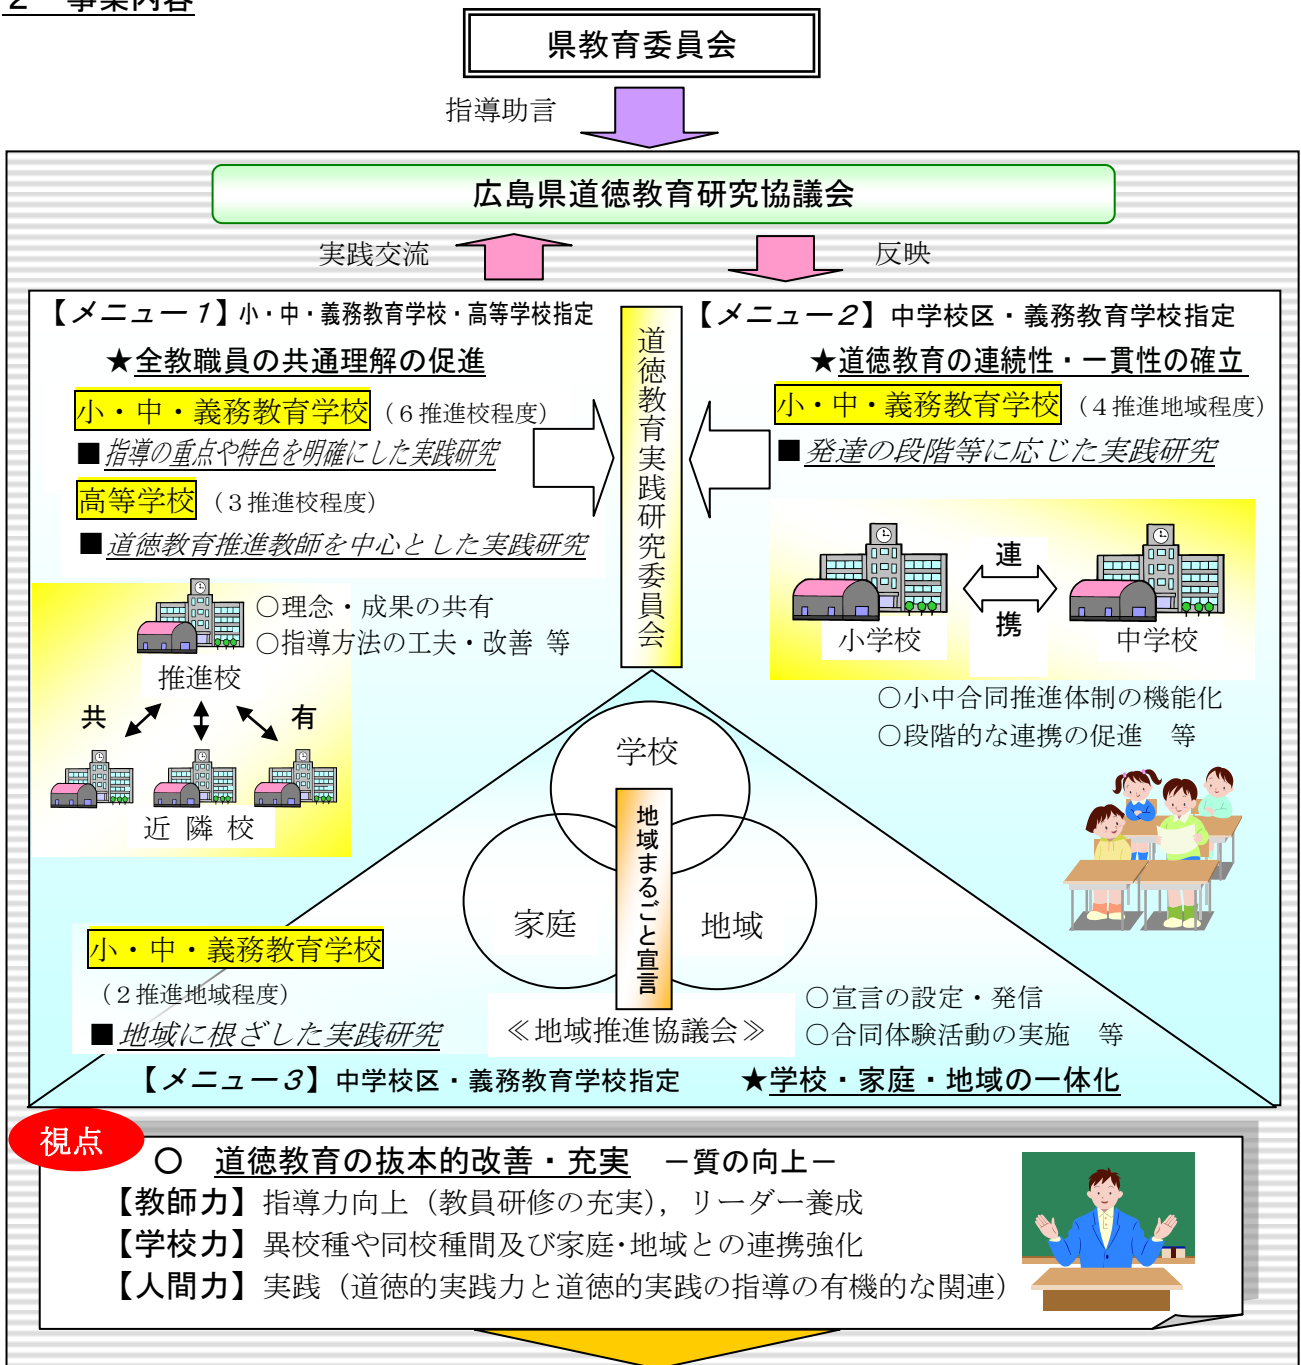 ２　事業内容
県教育委員会
指導助言
広島県道徳教育研究協議会
実践交流
反映
【メニュー１】小・中・義務教育学校・高等学校指定
★全教職員の共通理解の促進
小・中・義務教育学校（６推進校程度）
■指導の重点や特色を明確にした実践研究
高等学校（３推進校程度）
■道徳教育推進教師を中心とした実践研究
○理念・成果の共有
○指導方法の工夫・改善 等
推進校
共　有
近 隣 校
道徳教育実践研究委員会
【メニュー２】中学校区・義務教育学校指定
★道徳教育の連続性・一貫性の確立
小・中・義務教育学校（４推進地域程度）
■発達の段階等に応じた実践研究
連
携
小学校
中学校
○小中合同推進体制の機能化
○段階的な連携の促進　等
学校
家庭
地域
地域まるごと宣言
小・中・義務教育学校
（２推進地域程度）
■地域に根ざした実践研究
≪地域推進協議会≫
○宣言の設定・発信
○合同体験活動の実施　等
【メニュー３】中学校区・義務教育学校指定　★学校・家庭・地域の一体化
視点
○　道徳教育の抜本的改善・充実　－質の向上－
【教師力】指導力向上（教員研修の充実），リーダー養成
【学校力】異校種や同校種間及び家庭･地域との連携強化
【人間力】実践（道徳的実践力と道徳的実践の指導の有機的な関連）